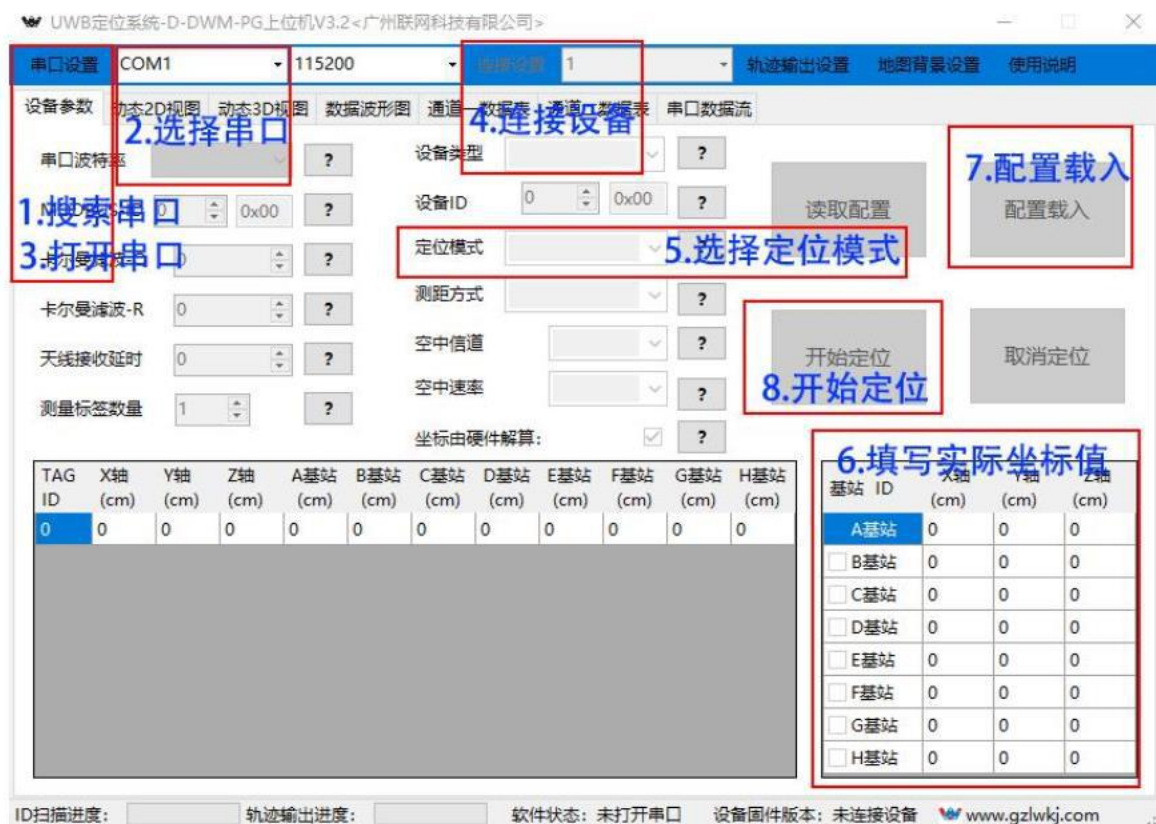 UWB定位系统-D-DWM-PG上位机V3.2<广州联网科技有限公司>
串口设置 COM1 115200 连接设置 1 轨迹输出设置 地图背景设置 使用说明
设备参数 动态2D视图 动态3D视图 数据波形图 通道一数据表 通道 数据表 串口数据流
2.选择串口
4.连接设备
串口波特率 ?
设备类型 ?
7.配置载入
1.搜索串口
0 0x00 ?
设备ID 0 0x00 ?
读取配置
配置载入
3.打开串口
0 ?
定位模式
5.选择定位模式
卡尔曼滤波-R 0 ?
测距方式 ?
天线接收延时 0 ?
空中信道 ?
开始定位
取消定位
8.开始定位
测量标签数量 1 ?
空中速率 ?
坐标由硬件解算: ?
6.填写实际坐标值
TAG ID X轴 (cm) Y轴 (cm) Z轴 (cm) A基站 (cm) B基站 (cm) C基站 (cm) D基站 (cm) E基站 (cm) F基站 (cm) G基站 (cm) H基站 (cm)
0 0 0 0 0 0 0 0 0 0 0 0
基站 ID X轴 (cm) Y轴 (cm) Z轴 (cm)
A基站 0 0 0
B基站 0 0 0
C基站 0 0 0
D基站 0 0 0
E基站 0 0 0
F基站 0 0 0
G基站 0 0 0
H基站 0 0 0
ID扫描进度: 轨迹输出进度: 软件状态: 未打开串口 设备固件版本: 未连接设备 www.gzlwkj.com